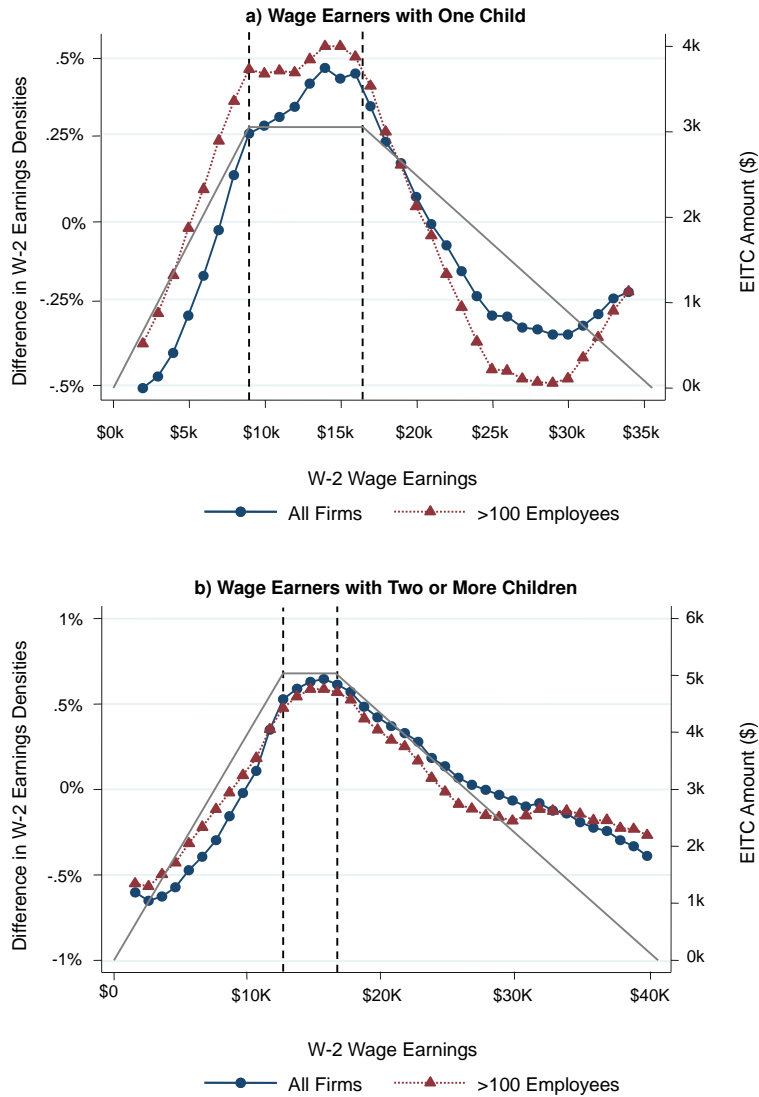 a) Wage Earners with One Child
Difference in W-2 Earnings Densities
.5%
.25%
0%
-.25%
-.5%
4k
3k
2k
1k
0k
EITC Amount ($)
$0k $5k $10k $15k $20k $25k $30k $35k
W-2 Wage Earnings
All Firms >100 Employees
b) Wage Earners with Two or More Children
Difference in W-2 Earnings Densities
1%
.5%
0%
-.5%
-1%
6k
5k
4k
3k
2k
1k
0k
EITC Amount ($)
$0 $10K $20K $30K $40K
W-2 Wage Earnings
All Firms >100 Employees